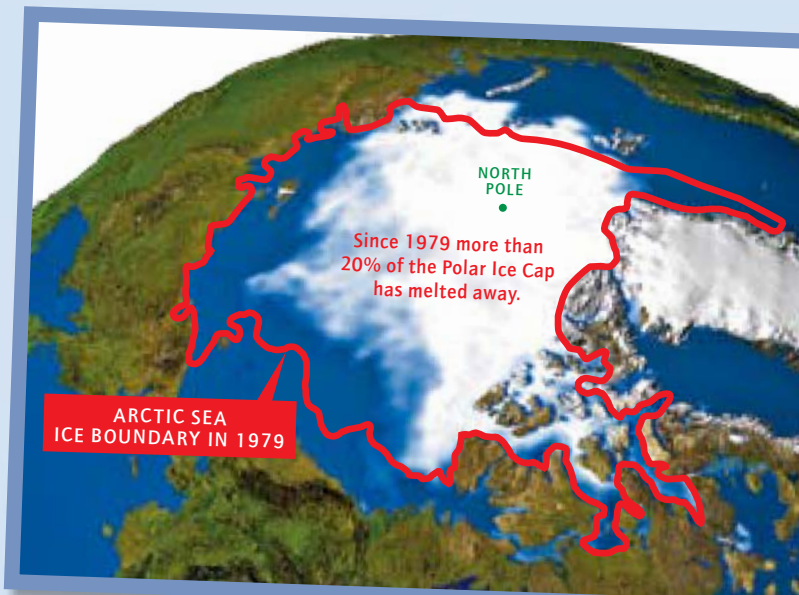 NORTH
POLE
Since 1979 more than
20% of the Polar Ice Cap
has melted away.
ARCTIC SEA
ICE BOUNDARY IN 1979